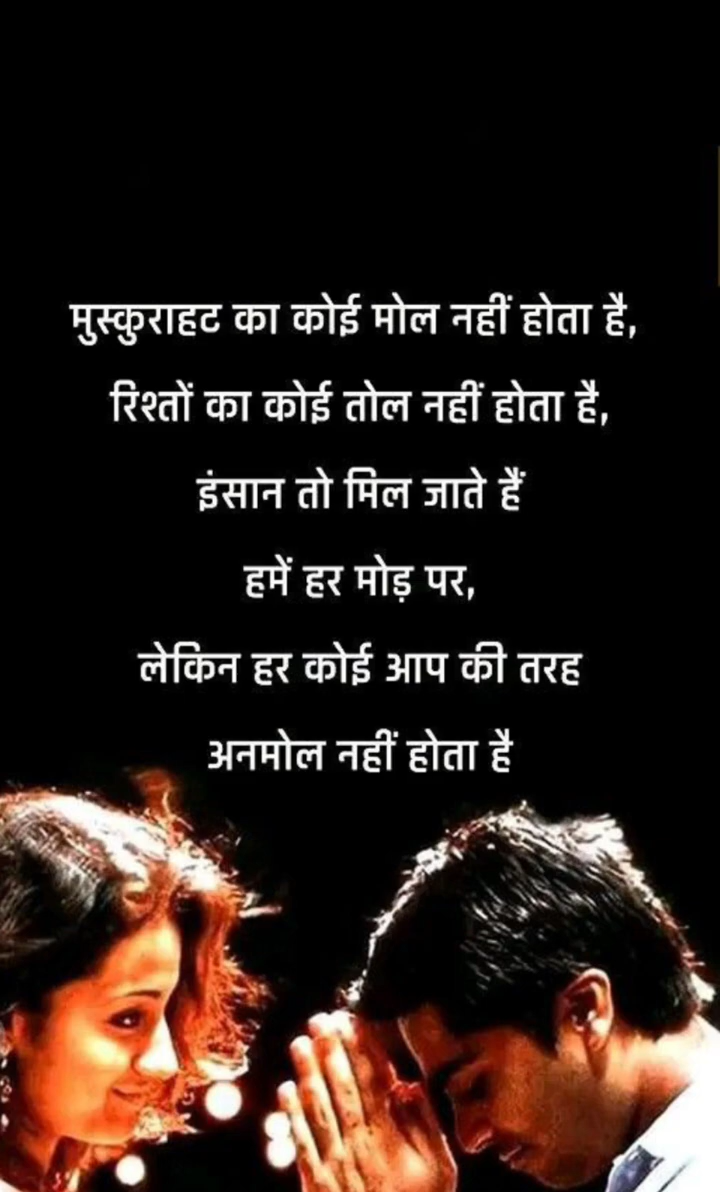 मुस्कुराहट का कोई मोल नहीं होता है,
रिश्तों का कोई तोल नहीं होता है,
इंसान तो मिल जाते हैं
हमें हर मोड़ पर,
लेकिन हर कोई आप की तरह
अनमोल नहीं होता है